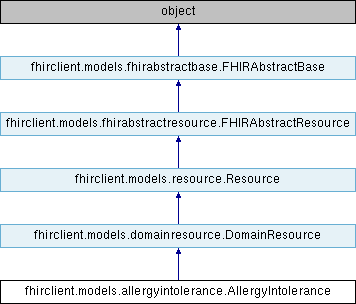 object
fhirclient.models.fhirabstractbase.FHIRAbstractBase
fhirclient.models.fhirabstractresource.FHIRAbstractResource
fhirclient.models.resource.Resource
fhirclient.models.domainresource.DomainResource
fhirclient.models.allergyintolerance.AllergyIntolerance